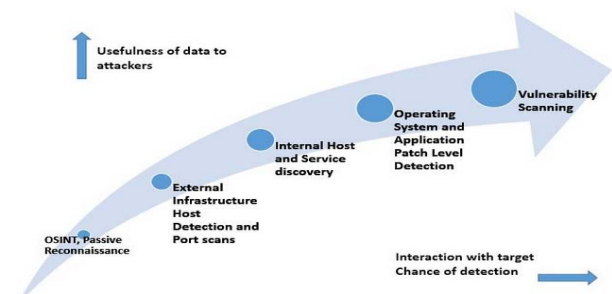 Usefulness of data to
attackers
Vulnerability
Scanning
Operating
System and
Application
Patch Level
Detection
Internal Host
and Service
discovery
External
Infrastructure
Host
Detection and
Port scans
OSINT, Passive
Reconnaissance
Interaction with target
Chance of detection